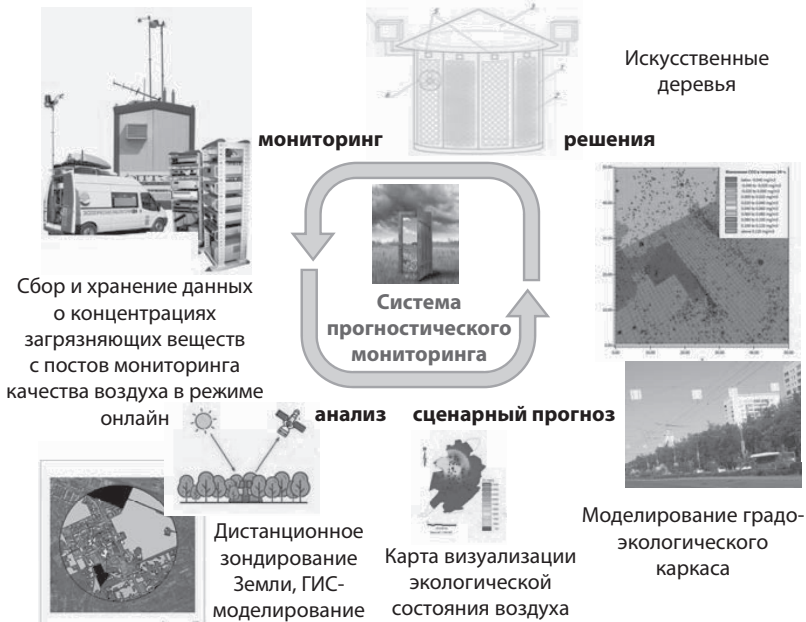 Искусственные
деревья
мониторинг
решения
Сбор и хранение данных
о концентрациях
загрязняющих веществ
с постов мониторинга
качества воздуха в режиме
онлайн
Система
прогностического
мониторинга
анализ
сценарный прогноз
Дистанционное
зондирование
Земли, ГИС-
моделирование
Карта визуализации
экологической
состояния воздуха
Моделирование градо-
экологического
каркаса